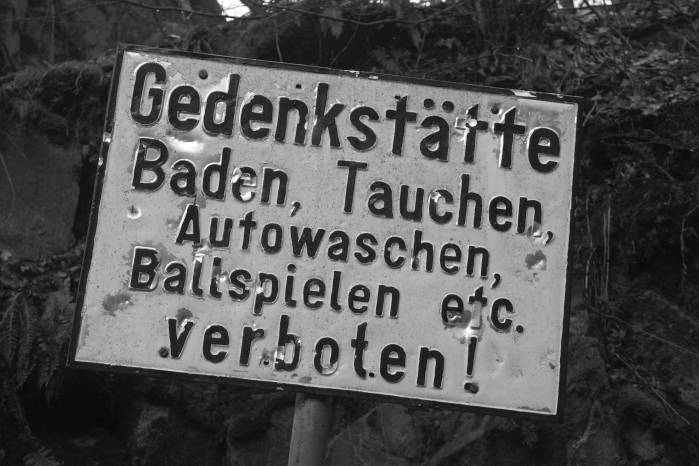 Gedenkstätte
Baden, Tauchen,
Autowaschen,
Ballspielen etc.
verboten!